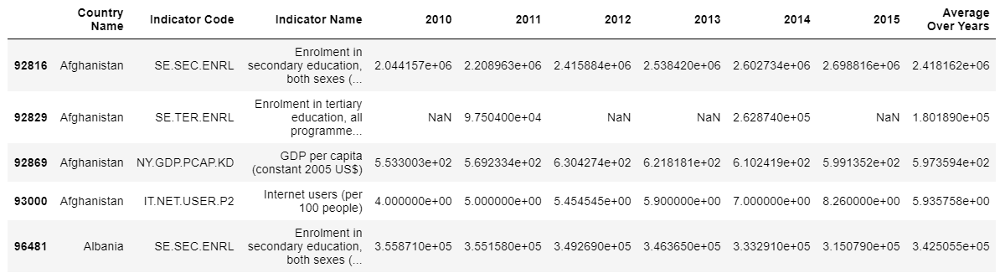 Country Name Indicator Code Indicator Name 2010 2011 2012 2013 2014 2015 Average Over Years
92816 Afghanistan SE.SEC.ENRL Enrolment in secondary education, both sexes (... 2.044157e+06 2.208963e+06 2.415884e+06 2.538420e+06 2.602734e+06 2.698816e+06 2.418162e+06
92829 Afghanistan SE.TER.ENRL Enrolment in tertiary education, all programme... NaN 9.750400e+04 NaN NaN 2.628740e+05 NaN 1.801890e+05
92869 Afghanistan NY.GDP.PCAP.KD GDP per capita (constant 2005 US$) 5.533003e+02 5.692334e+02 6.304274e+02 6.218181e+02 6.102419e+02 5.991352e+02 5.973594e+02
93000 Afghanistan IT.NET.USER.P2 Internet users (per 100 people) 4.000000e+00 5.000000e+00 5.454545e+00 5.900000e+00 7.000000e+00 8.260000e+00 5.935758e+00
96481 Albania SE.SEC.ENRL Enrolment in secondary education, both sexes (... 3.558710e+05 3.551580e+05 3.492690e+05 3.463650e+05 3.332910e+05 3.150790e+05 3.425055e+05